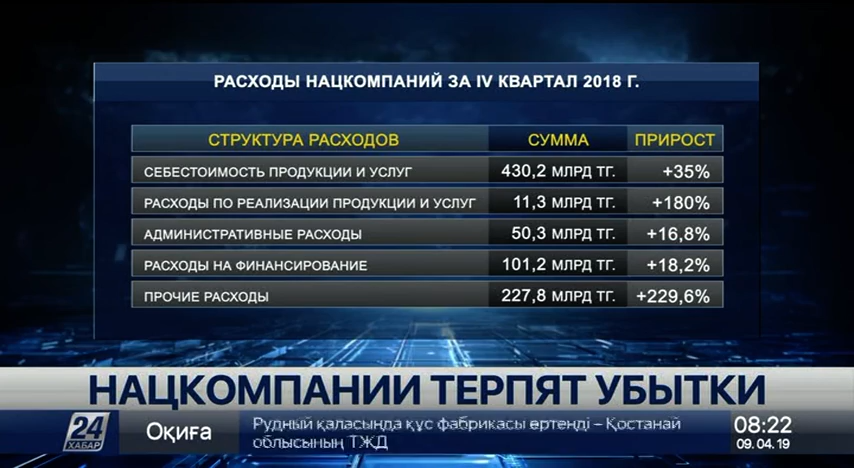 РАСХОДЫ НАЦКОМПАНИЙ ЗА IV КВАРТАЛ 2018 Г.
СТРУКТУРА РАСХОДОВ СУММА ПРИРОСТ
СЕБЕСТОИМОСТЬ ПРОДУКЦИИ И УСЛУГ 430,2 МЛРД ТГ. +35%
РАСХОДЫ ПО РЕАЛИЗАЦИИ ПРОДУКЦИИ И УСЛУГ 11,3 МЛРД ТГ. +180%
АДМИНИСТРАТИВНЫЕ РАСХОДЫ 50,3 МЛРД ТГ. +16,8%
РАСХОДЫ НА ФИНАНСИРОВАНИЕ 101,2 МЛРД ТГ. +18,2%
ПРОЧИЕ РАСХОДЫ 227,8 МЛРД ТГ. +229,6%
НАЦКОМПАНИИ ТЕРПЯТ УБЫТКИ
24
ХАБАР
Оқиға
Рудный қаласында құс фабрикасы өртенді – Қостанай
облысының ТЖД
08:22
09.04.19